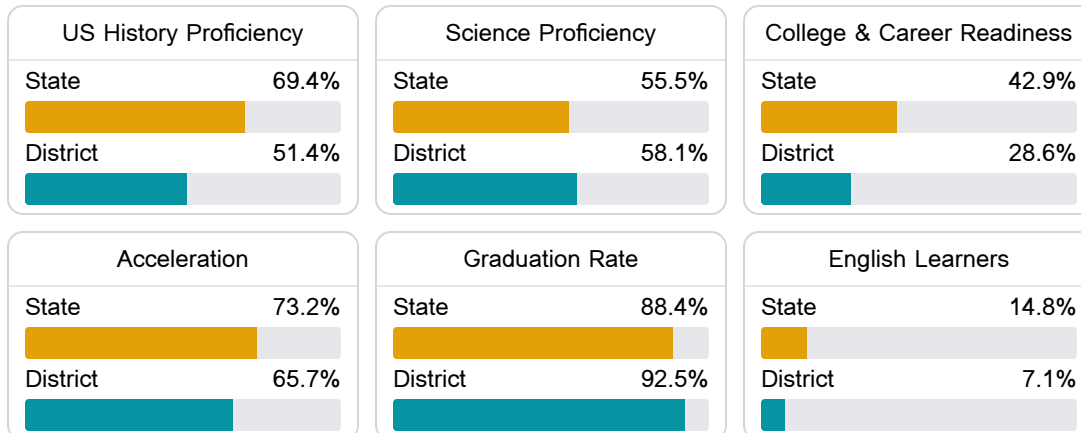 US History Proficiency
State 69.4%
District 51.4%
Science Proficiency
State 55.5%
District 58.1%
College & Career Readiness
State 42.9%
District 28.6%
Acceleration
State 73.2%
District 65.7%
Graduation Rate
State 88.4%
District 92.5%
English Learners
State 14.8%
District 7.1%